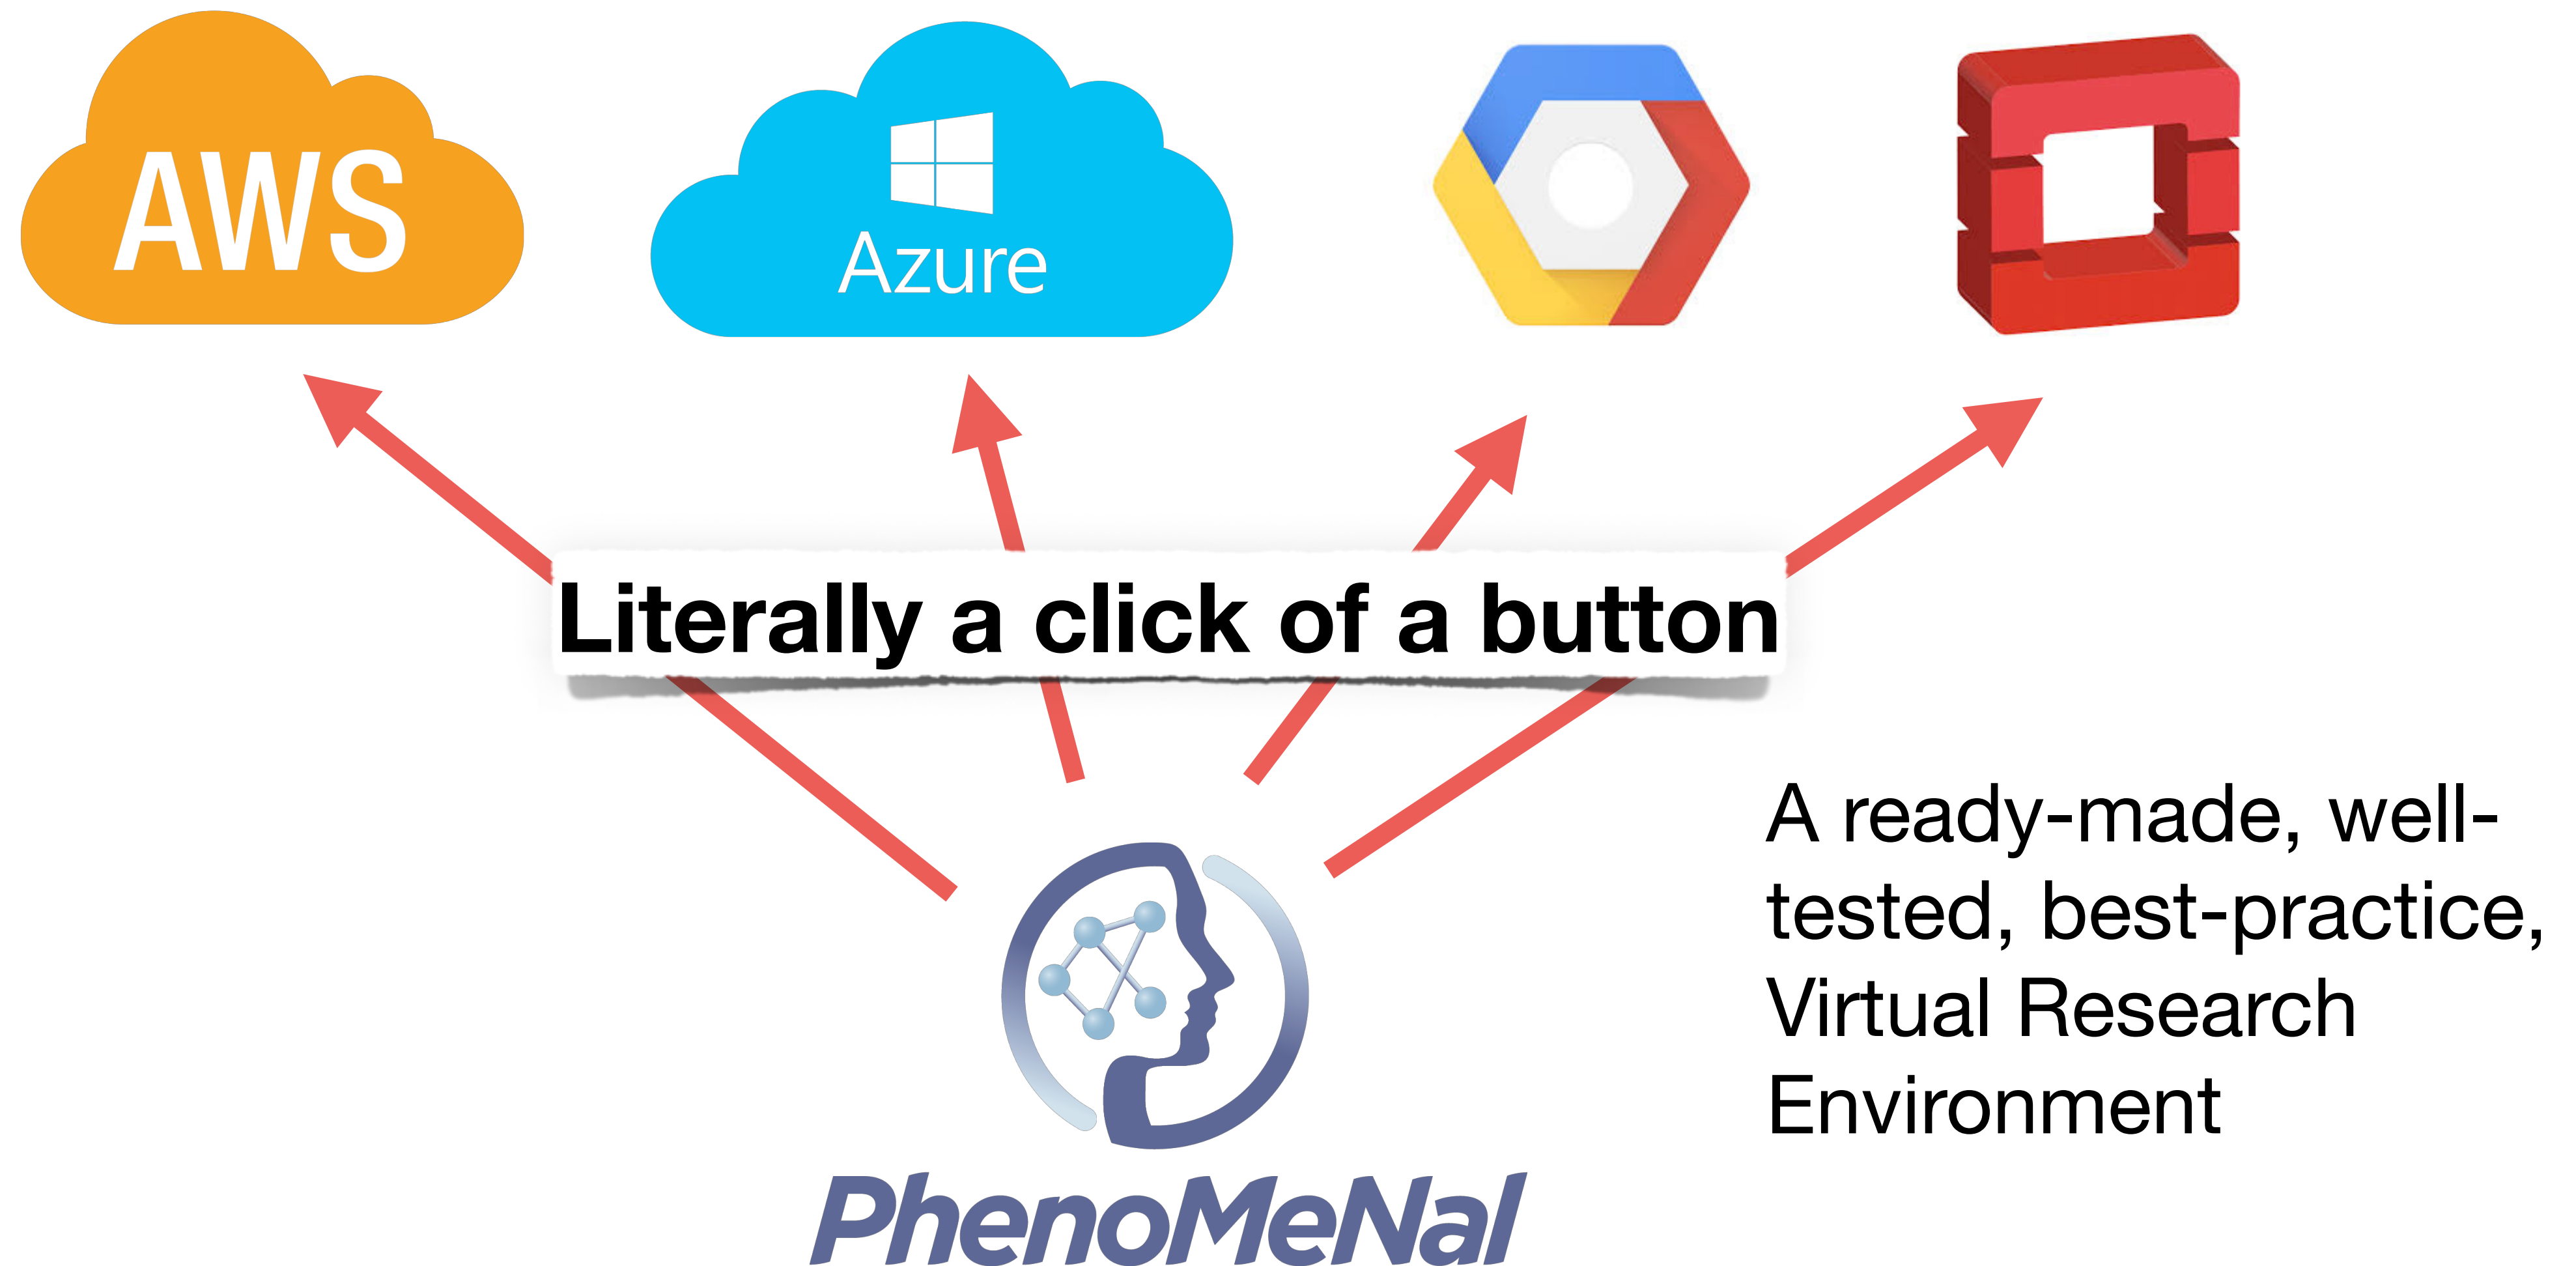 AWS
Azure
Literally a click of a button
A ready-made, well-
tested, best-practice,
Virtual Research
Environment
PhenoMeNal